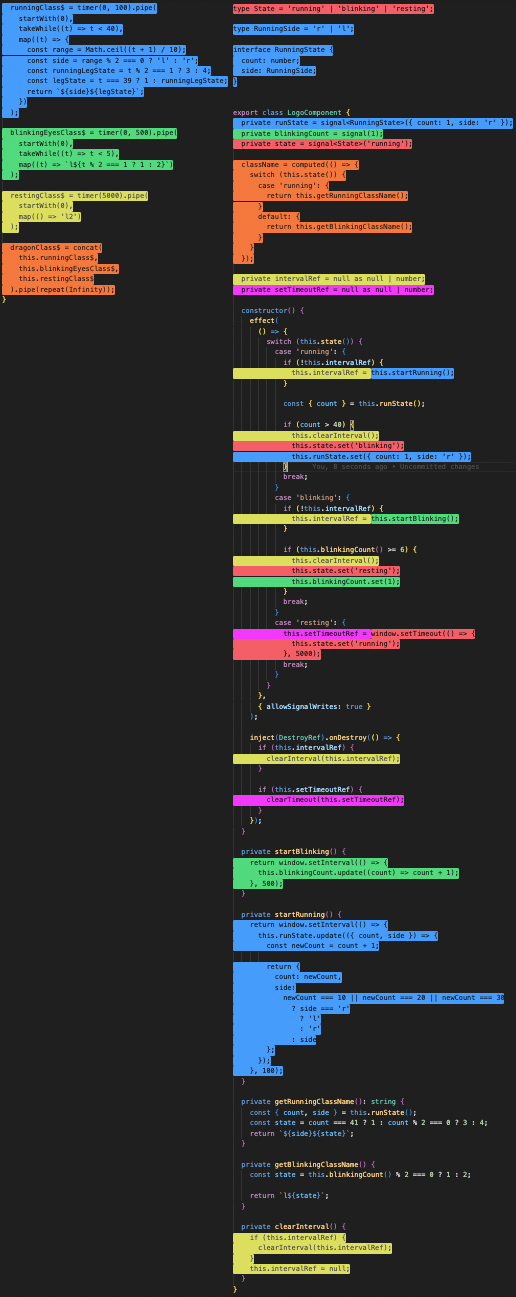 runningClass$ = timer(0, 100).pipe(
startWith(0),
takeWhile((t) => t < 40),
map((t) => {
const range = Math.ceil((t + 1) / 10);
const side = range % 2 === 0 ? 'l' : 'r';
const runningLegState = t % 2 === 1 ? 3 : 4;
const legState = t === 39 ? 1 : runningLegState;
return `${side}${legState}`;
})
);
blinkingEyesClass$ = timer(0, 500).pipe(
startWith(0),
takeWhile((t) => t < 5),
map((t) => `l${t % 2 === 1 ? 1 : 2}`)
);
restingClass$ = timer(5000).pipe(
startWith(0),
map(() => 'l2')
);
dragonClass$ = concat(
this.runningClass$,
this.blinkingEyesClass$,
this.restingClass$
).pipe(repeat(Infinity));
}
type State = 'running' | 'blinking' | 'resting';
type RunningSide = 'r' | 'l';
interface RunningState {
count: number;
side: RunningSide;
}
export class LogoComponent {
private runState = signal<RunningState>({ count: 1, side: 'r' });
private blinkingCount = signal(1);
private state = signal<State>('running');
className = computed(() => {
switch (this.state()) {
case 'running': {
return this.getRunningClassName();
}
default: {
return this.getBlinkingClassName();
}
}
});
private intervalRef = null as null | number;
private setTimeoutRef = null as null | number;
constructor() {
effect(
() => {
switch (this.state()) {
case 'running': {
if (!this.intervalRef) {
this.intervalRef = this.startRunning();
}
const { count } = this.runState();
if (count > 40) {
this.clearInterval();
this.state.set('blinking');
this.runState.set({ count: 1, side: 'r' });
} You, 8 seconds ago • Uncommitted changes
break;
}
case 'blinking': {
if (!this.intervalRef) {
this.intervalRef = this.startBlinking();
}
if (this.blinkingCount() >= 6) {
this.clearInterval();
this.state.set('resting');
this.blinkingCount.set(1);
}
break;
}
case 'resting': {
this.setTimeoutRef = window.setTimeout(() => {
this.state.set('running');
}, 5000);
break;
}
}
},
{ allowSignalWrites: true }
);
inject(DestroyRef).onDestroy(() => {
if (this.intervalRef) {
clearInterval(this.intervalRef);
}
if (this.setTimeoutRef) {
clearTimeout(this.setTimeoutRef);
}
});
}
private startBlinking() {
return window.setInterval(() => {
this.blinkingCount.update((count) => count + 1);
}, 500);
}
private startRunning() {
return window.setInterval(() => {
this.runState.update(({ count, side }) => {
const newCount = count + 1;
return {
count: newCount,
side:
newCount === 10 || newCount === 20 || newCount === 30
? side === 'r'
? 'l'
: 'r'
: side
};
});
}, 100);
}
private getRunningClassName(): string {
const { count, side } = this.runState();
const state = count === 41 ? 1 : count % 2 === 0 ? 3 : 4;
return `${side}${state}`;
}
private getBlinkingClassName() {
const state = this.blinkingCount() % 2 === 0 ? 1 : 2;
return `l${state}`;
}
private clearInterval() {
if (this.intervalRef) {
clearInterval(this.intervalRef);
}
this.intervalRef = null;
}
}